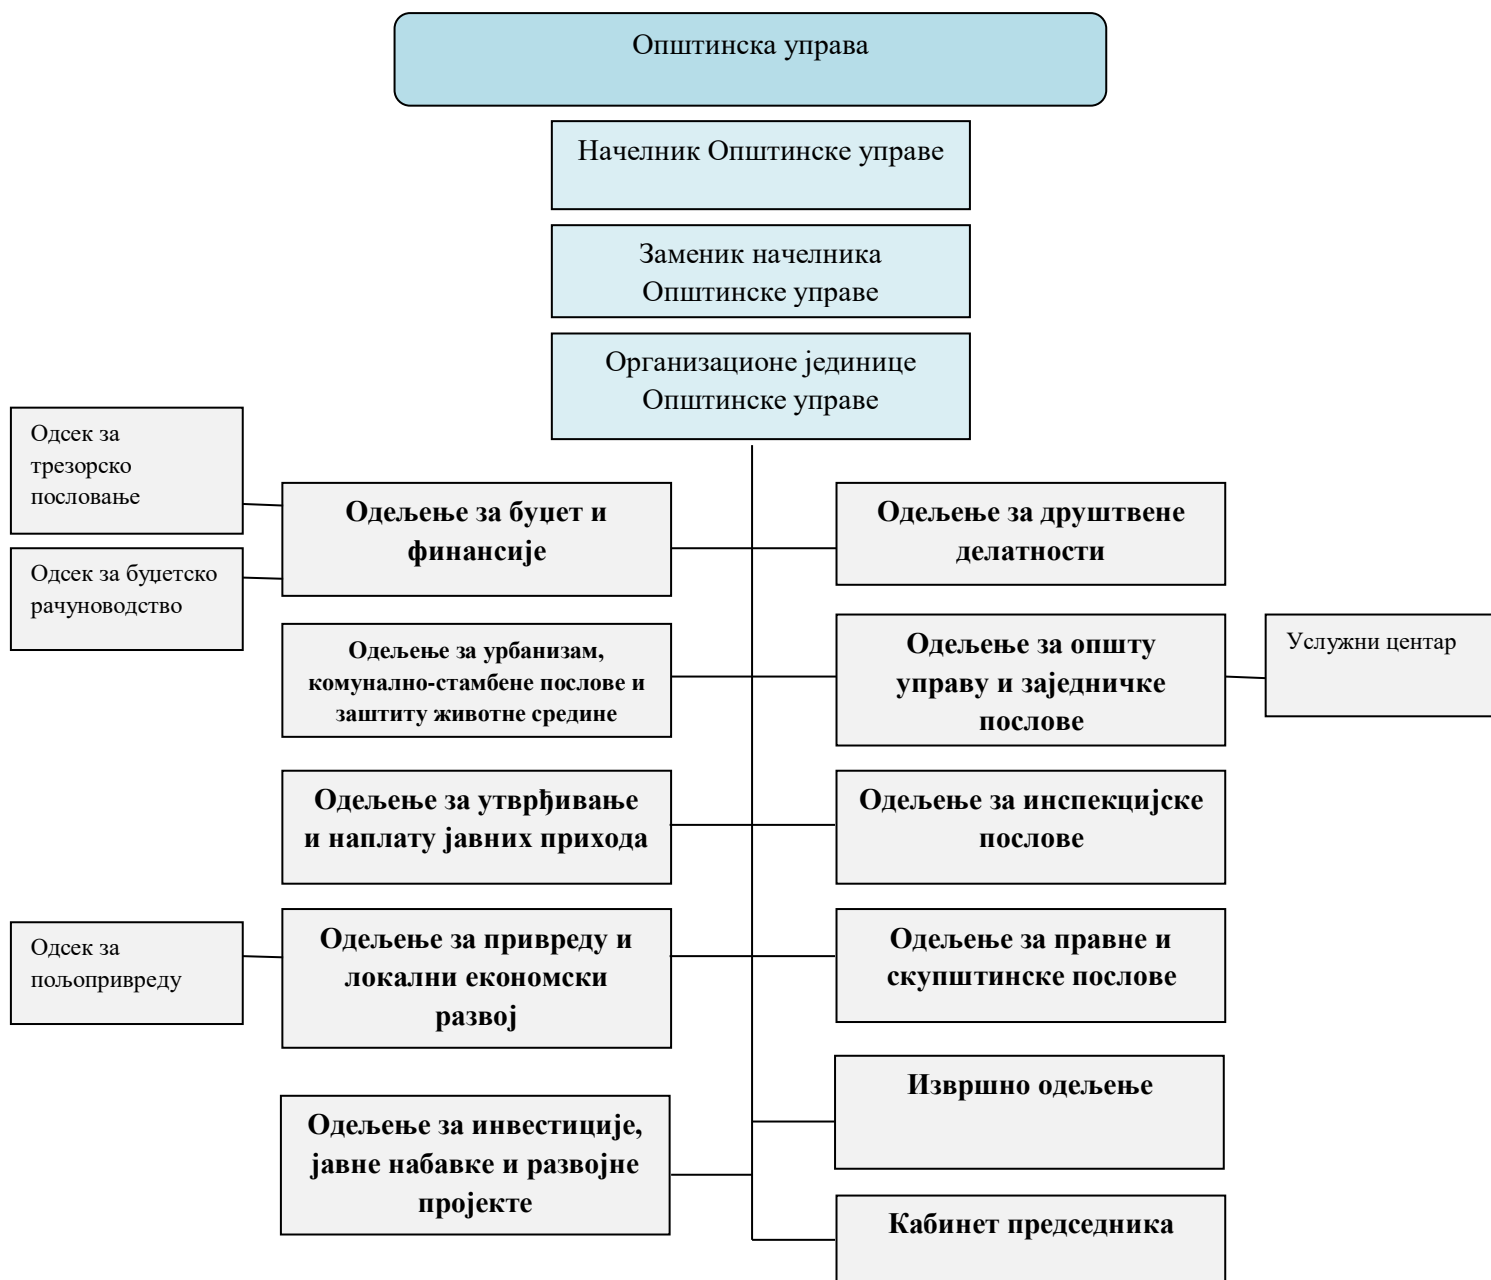 Општинска управа
Начелник Општинске управе
Заменик начелника
Општинске управе
Организационе јединице
Општинске управе
Одсек за
трезорско
пословање
Одељење за буџет и
финансије
Одељење за друштвене
делатности
Одсек за буџетско
рачуноводство
Одељење за урбанизам,
комунално-стамбене послове и
заштиту животне средине
Одељење за општу
управу и заједничке
послове
Услужни центар
Одељење за утврђивање
и наплату јавних прихода
Одељење за инспекцијске
послове
Одсек за
пољопривреду
Одељење за привреду и
локални економски
развој
Одељење за правне и
скупштинске послове
Извршно одељење
Одељење за инвестиције,
јавне набавке и развојне
пројекте
Кабинет председника